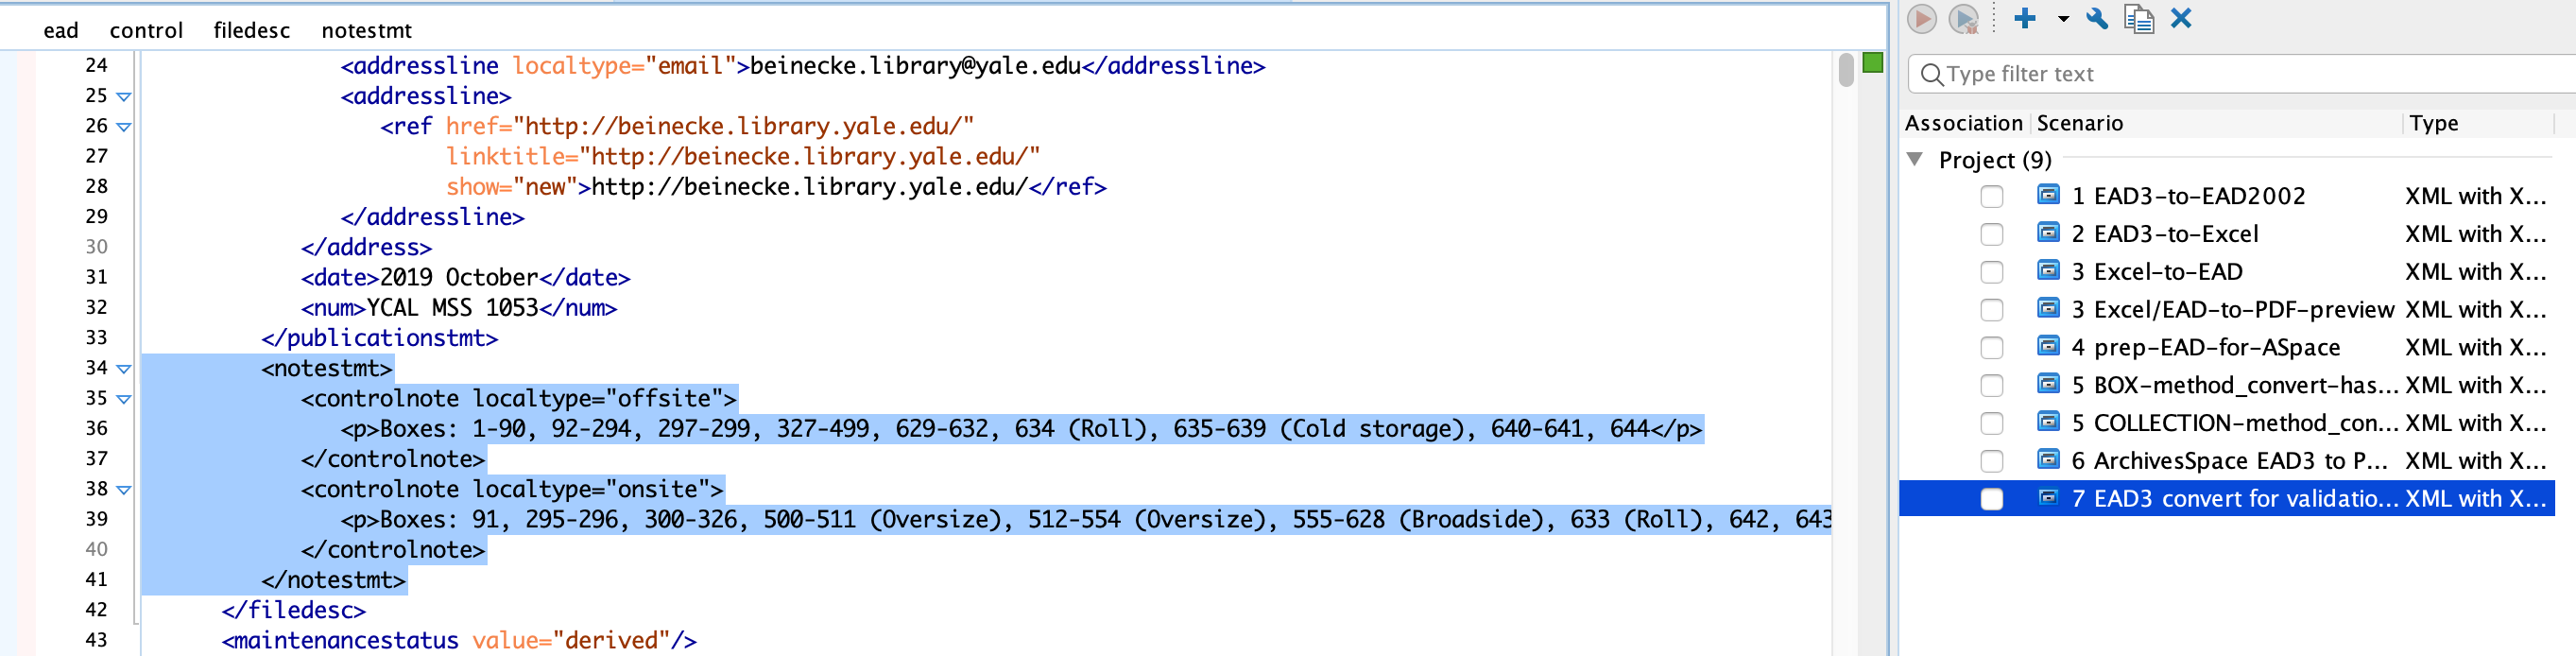 ead control filedesc notestmt
24 <addressline localtype="email">beinecke.library@yale.edu</addressline>
25 <addressline>
26 <ref href="http://beinecke.library.yale.edu/"
27 linktitle="http://beinecke.library.yale.edu/"
28 show="new">http://beinecke.library.yale.edu/</ref>
29 </addressline>
30 </address>
31 <date>2019 October</date>
32 <num>YCAL MSS 1053</num>
33 </publicationstmt>
34 <notestmt>
35 <controlnote localtype="offsite">
36 <p>Boxes: 1-90, 92-294, 297-299, 327-499, 629-632, 634 (Roll), 635-639 (Cold storage), 640-641, 644</p>
37 </controlnote>
38 <controlnote localtype="onsite">
39 <p>Boxes: 91, 295-296, 300-326, 500-511 (Oversize), 512-554 (Oversize), 555-628 (Broadside), 633 (Roll), 642, 643
40 </controlnote>
41 </notestmt>
42 </filedesc>
43 <maintenancestatus value="derived"/>
Type filter text
Association Scenario Type
Project (9)
1 EAD3-to-EAD2002 XML with X...
2 EAD3-to-Excel XML with X...
3 Excel-to-EAD XML with X...
3 Excel/EAD-to-PDF-preview XML with X...
4 prep-EAD-for-ASpace XML with X...
5 BOX-method_convert-has... XML with X...
5 COLLECTION-method_con... XML with X...
6 ArchivesSpace EAD3 to P... XML with X...
7 EAD3 convert for validatio... XML with X...